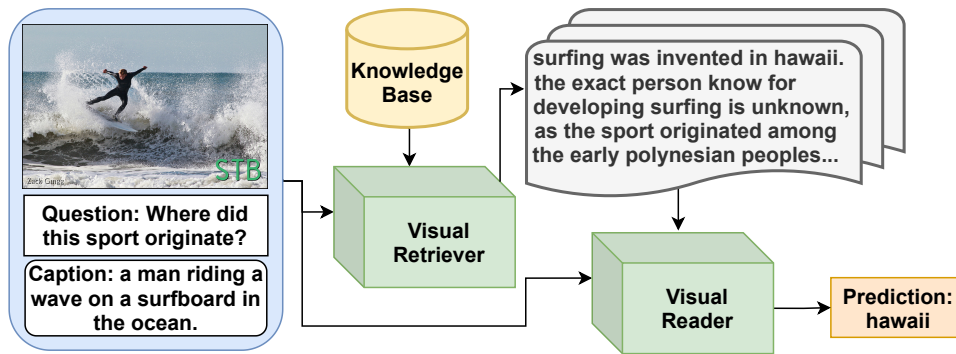 STB
Zack Gingg
Question: Where did
this sport originate?
Caption: a man riding a
wave on a surfboard in
the ocean.
Knowledge
Base
Visual
Retriever
surfing was invented in hawaii.
the exact person know for
developing surfing is unknown,
as the sport originated among
the early polynesian peoples...
Visual
Reader
Prediction:
hawaii